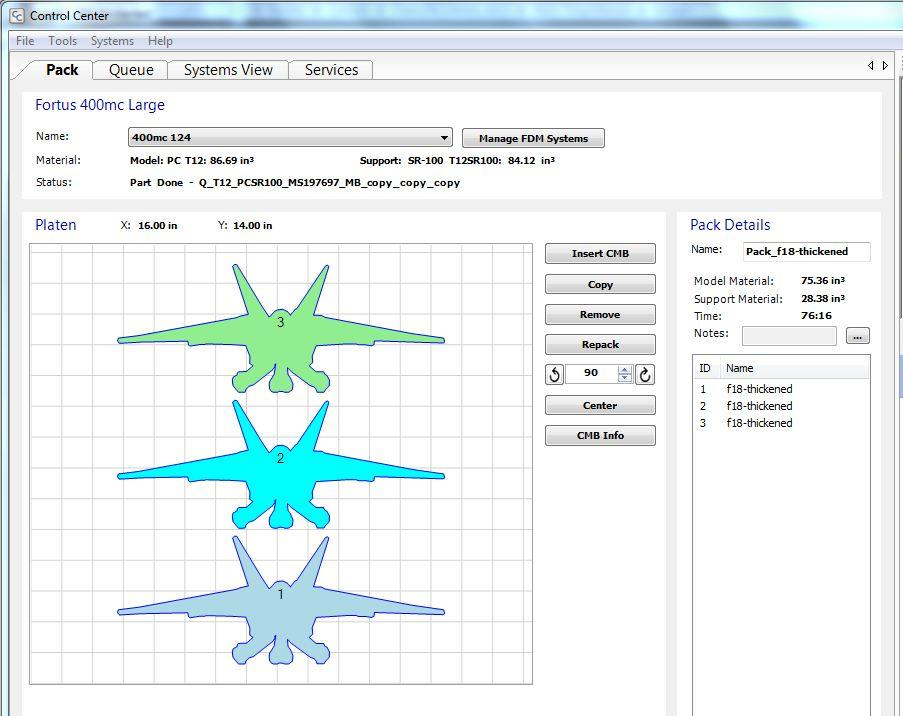 Control Center
File Tools Systems Help
Pack Queue Systems View Services
Fortus 400mc Large
Name: 400mc 124 Manage FDM Systems
Material: Model: PC T12: 86.69 in³ Support: SR-100 T12SR100: 84.12 in³
Status: Part Done - Q_T12_PCSR100_MS197697_MB_copy_copy_copy
Platen X: 16.00 in Y: 14.00 in
3
2
1
Insert CMB
Copy
Remove
Repack
90
Center
CMB Info
Pack Details
Name: Pack_f18-thickened
Model Material: 75.36 in³
Support Material: 28.38 in³
Time: 76:16
Notes: ...
ID Name
1 f18-thickened
2 f18-thickened
3 f18-thickened